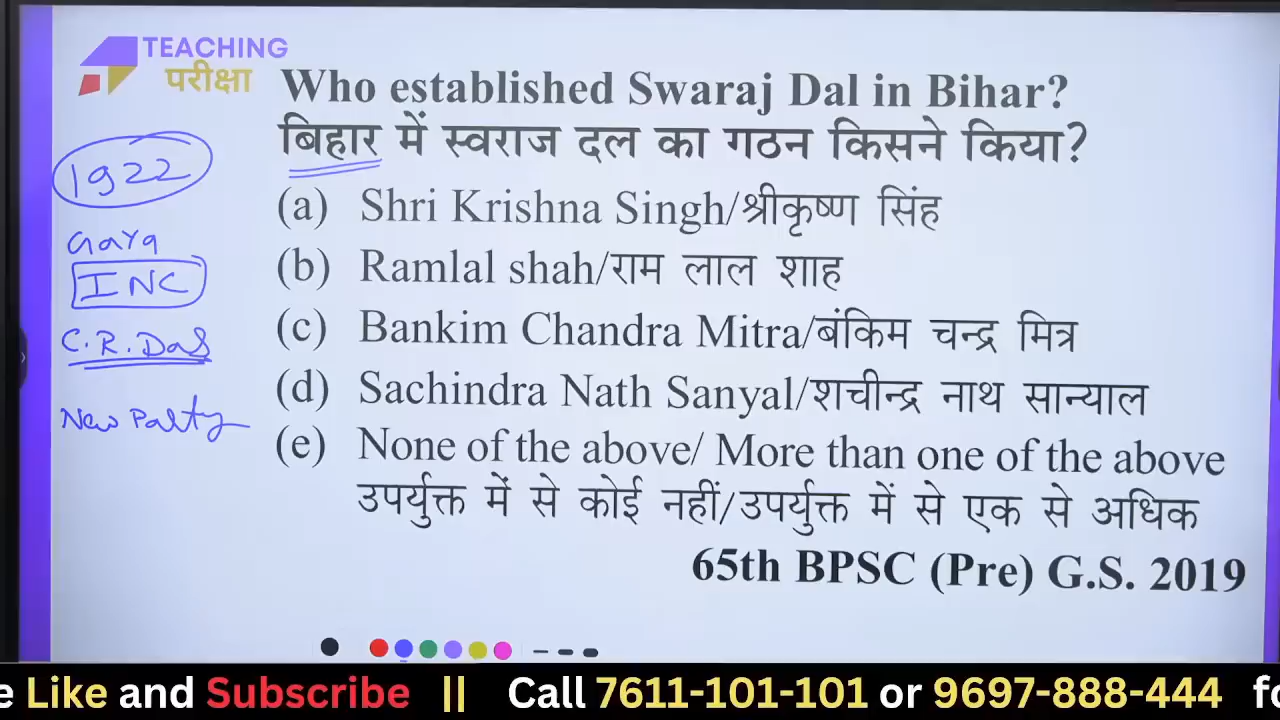 TEACHING
परीक्षा
Who established Swaraj Dal in Bihar?
बिहार में स्वराज दल का गठन किसने किया?
(a) Shri Krishna Singh/श्रीकृष्ण सिंह
(b) Ramlal shah/राम लाल शाह
(c) Bankim Chandra Mitra/बंकिम चन्द्र मित्र
(d) Sachindra Nath Sanyal/शचीन्द्र नाथ सान्याल
(e) None of the above/ More than one of the above
उपर्युक्त में से कोई नहीं/उपर्युक्त में से एक से अधिक
65th BPSC (Pre) G.S. 2019
1922
Gaya
INC
C.R.Das
New Party
e Like and Subscribe || Call 7611-101-101 or 9697-888-444 fo